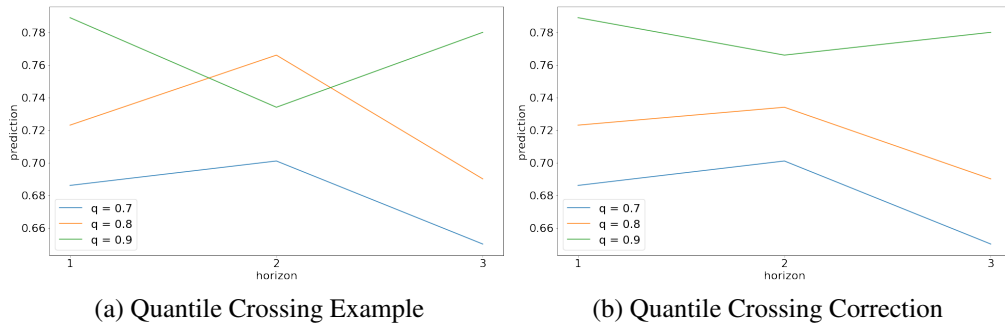 0.78
0.76
0.74
0.72
0.70
0.68
0.66
prediction
q = 0.7
q = 0.8
q = 0.9
1 2 3
horizon
(a) Quantile Crossing Example
0.78
0.76
0.74
0.72
0.70
0.68
0.66
prediction
q = 0.7
q = 0.8
q = 0.9
1 2 3
horizon
(b) Quantile Crossing Correction